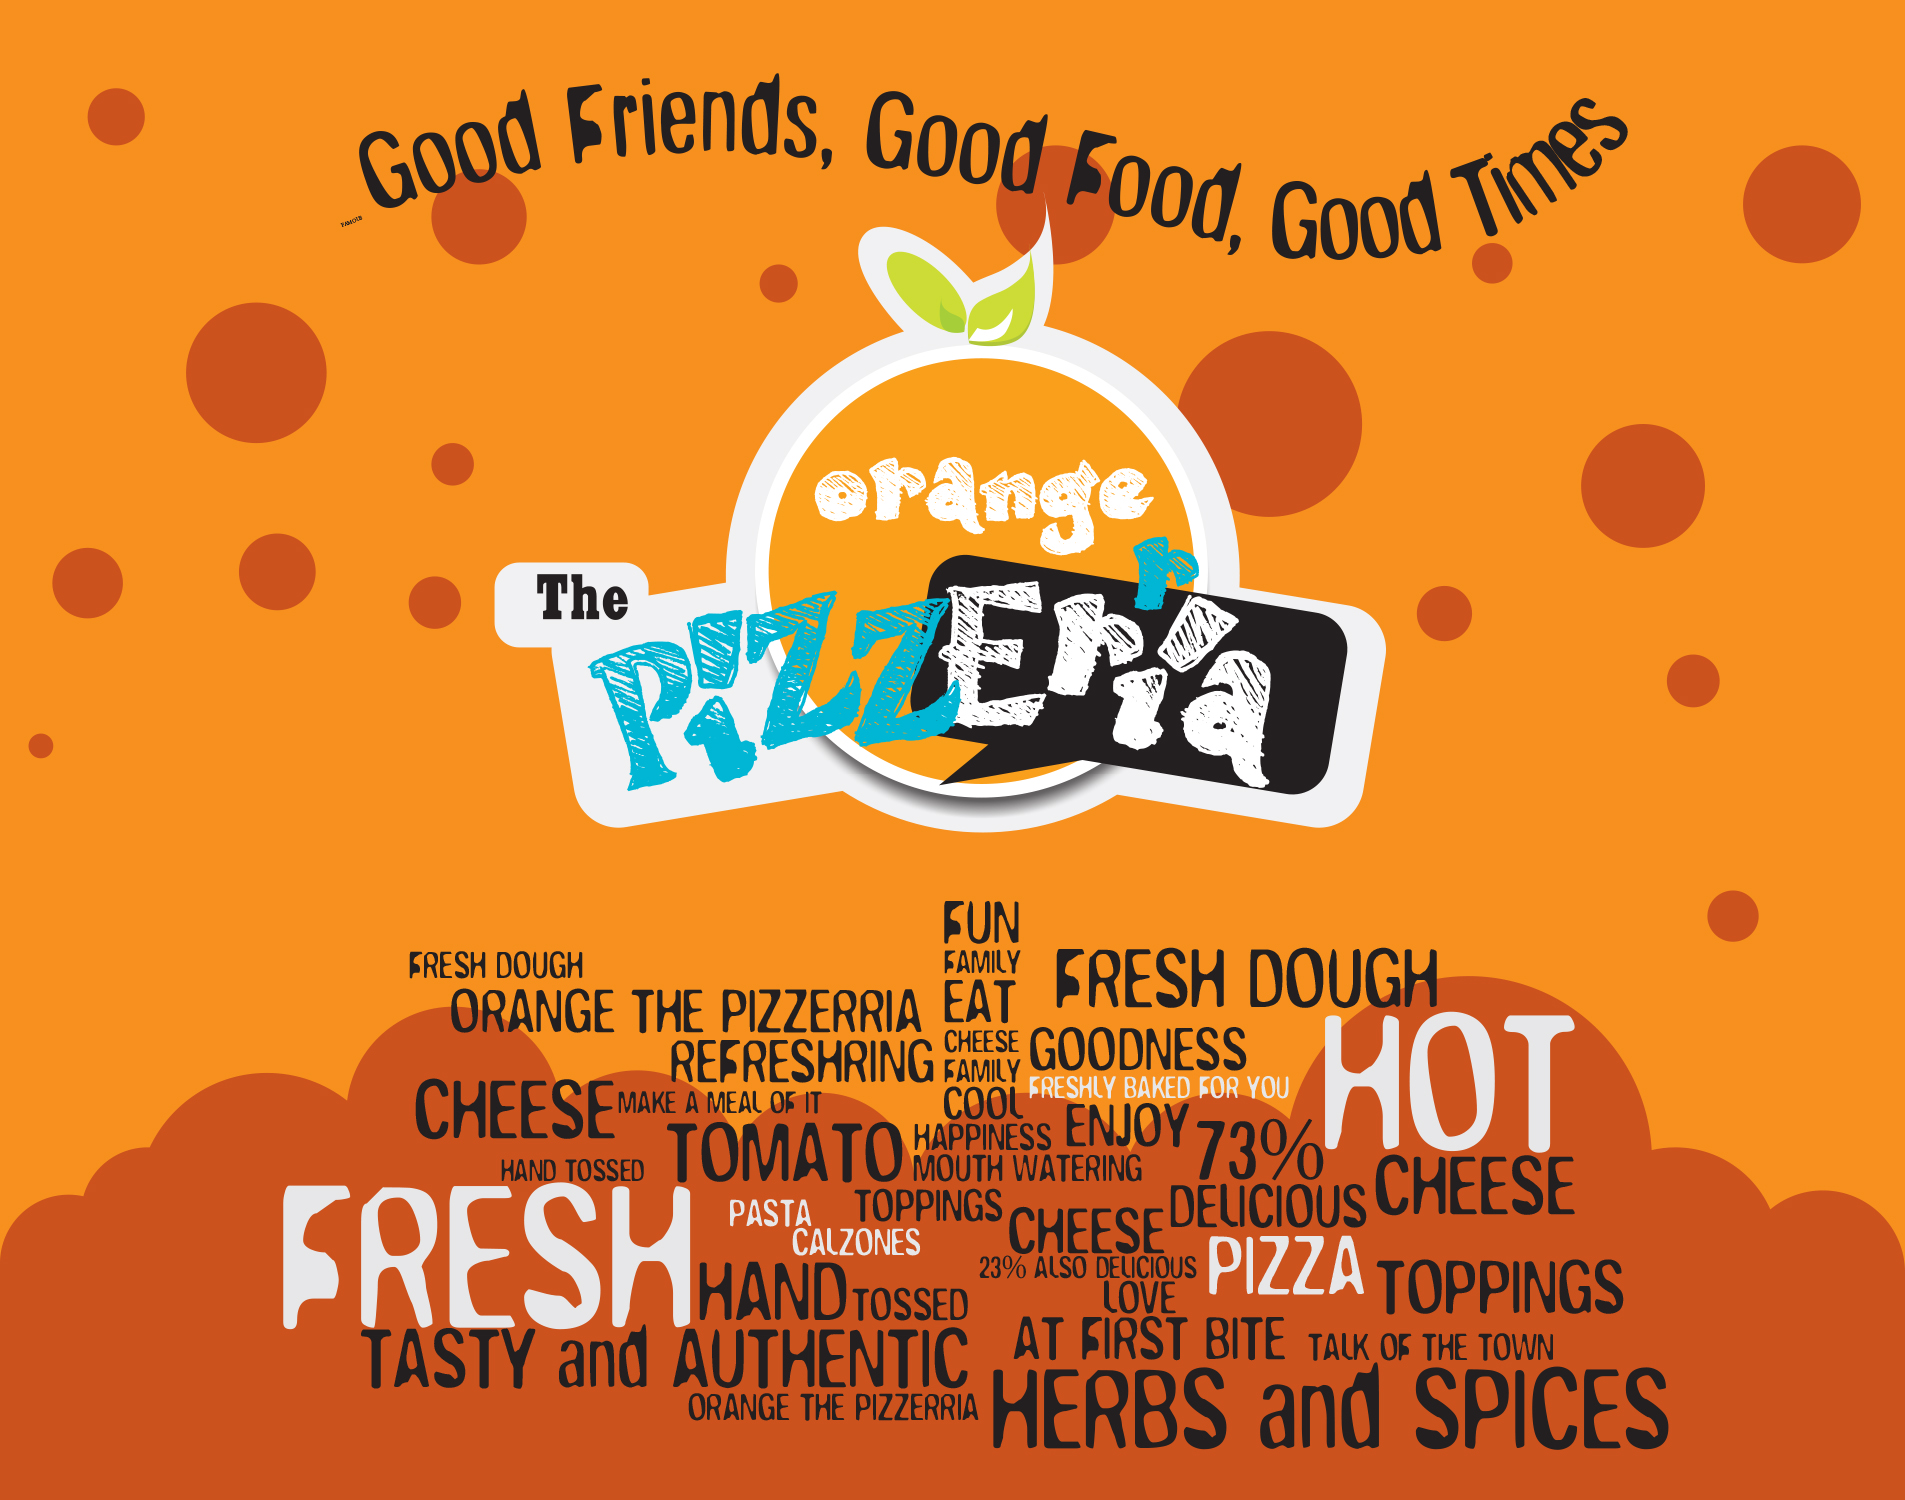 Good Friends, Good Food, Good Times
FAMOUS
orange
The
PizzEria
r
FUN
FAMILY
EAT
CHEESE
FAMILY
COOL
FRESH DOUGH
FRESH DOUGH
ORANGE THE PIZZERRIA
REFRESHRING
GOODNESS
HOT
CHEESE
MAKE A MEAL OF IT
FRESHLY BAKED FOR YOU
TOMATO
HAPPINESS
ENJOY
73%
HAND TOSSED
MOUTH WATERING
CHEESE
FRESH
PASTA
TOPPINGS
DELICIOUS
CALZONES
CHEESE
PIZZA
23% ALSO DELICIOUS
HAND TOSSED
LOVE
TOPPINGS
TASTY and AUTHENTIC
AT FIRST BITE
TALK OF THE TOWN
ORANGE THE PIZZERRIA
HERBS and SPICES